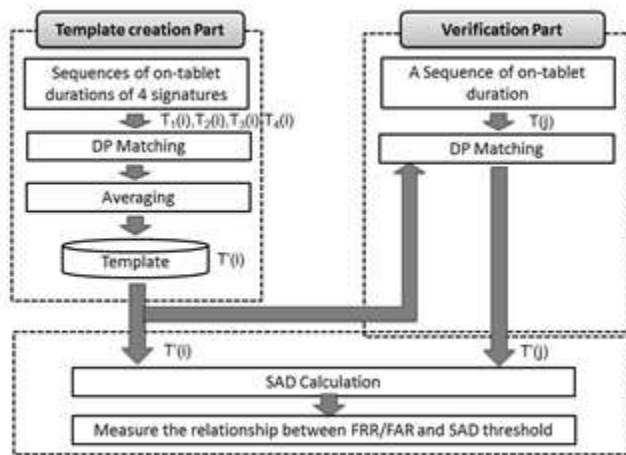 Template creation Part
Sequences of on-tablet
durations of 4 signatures
T₁(i),T₂(i),T₃(i),T₄(i)
DP Matching
Averaging
Template
T'(i)
Verification Part
A Sequence of on-tablet
duration
T(j)
DP Matching
T'(i)
T'(j)
SAD Calculation
Measure the relationship between FRR/FAR and SAD threshold